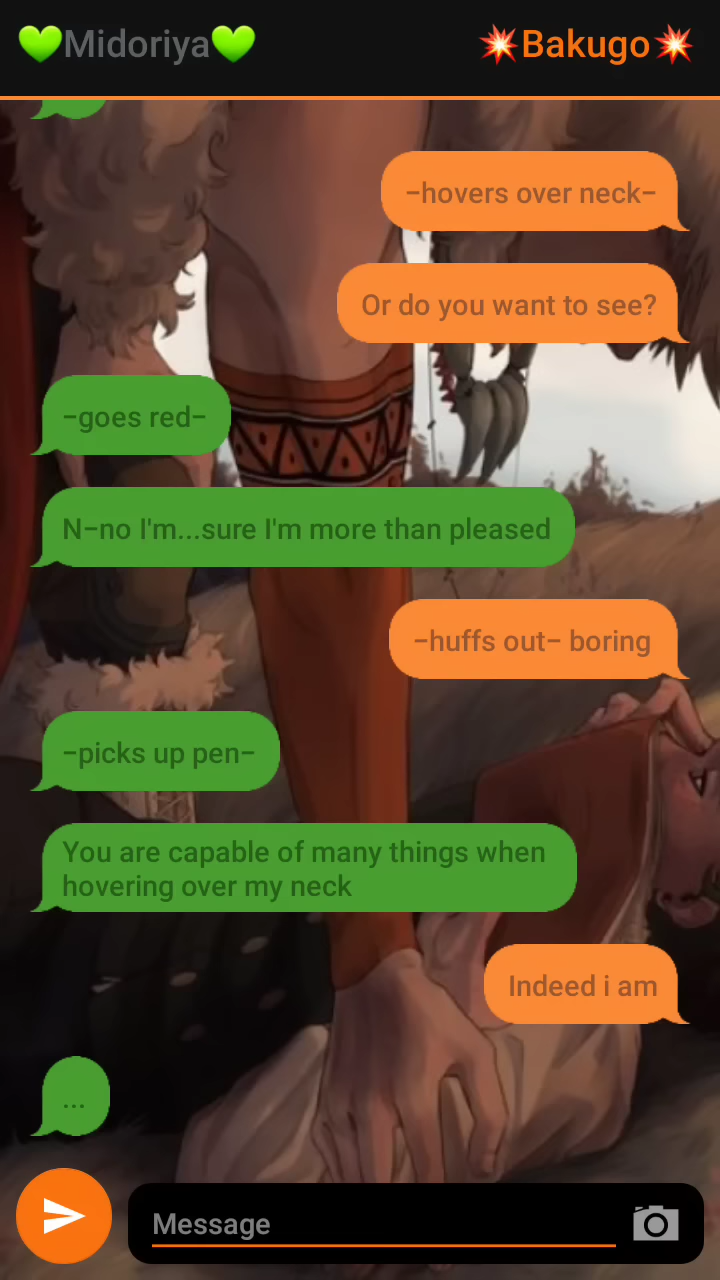 💚Midoriya💚
💥Bakugo💥
–hovers over neck–
Or do you want to see?
–goes red–
N–no I'm...sure I'm more than pleased
–huffs out– boring
–picks up pen–
You are capable of many things when
hovering over my neck
Indeed i am
...
Message